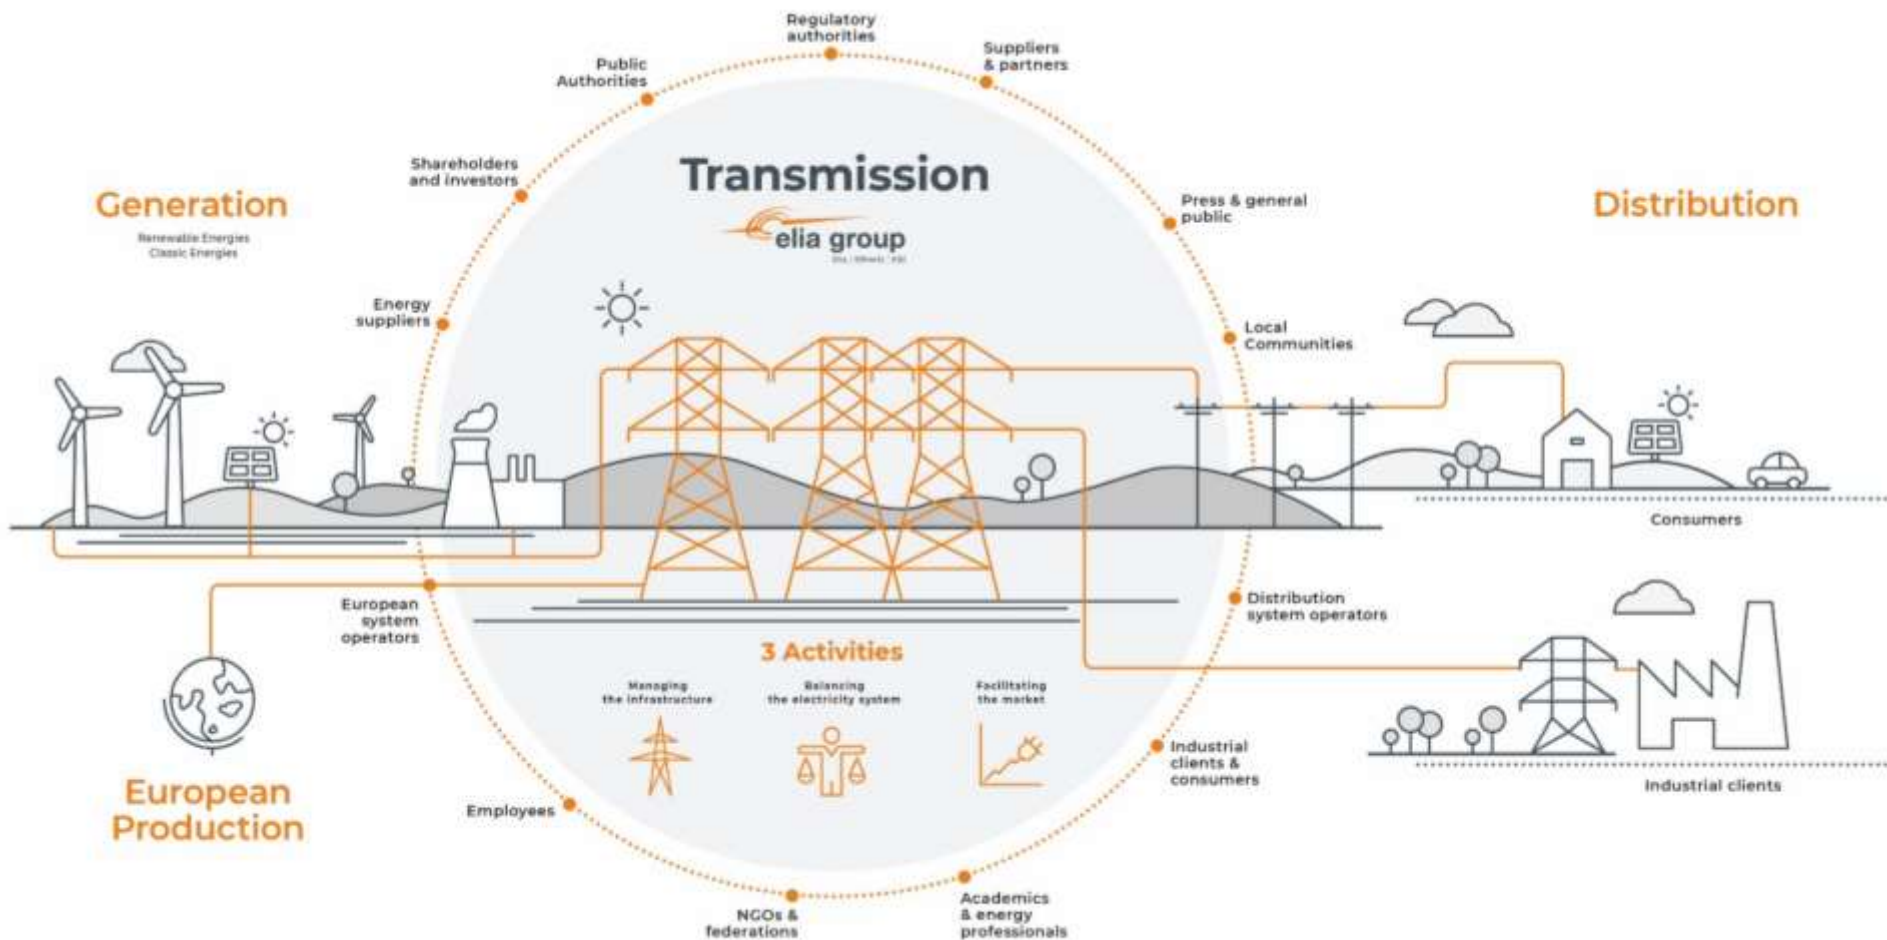 Regulatory
authorities
Suppliers
& partners
Public
Authorities
Shareholders
and investors
Transmission
elia group
Press & general
public
Generation
Renewable Energies
Classic Energies
Distribution
Energy
suppliers
Local
Communities
Consumers
European
system
operators
Distribution
system operators
3 Activities
Managing
the infrastructure
Balancing
the electricity system
Facilitating
the market
Industrial
clients &
consumers
Industrial clients
European
Production
Employees
NGOs &
federations
Academics
& energy
professionals